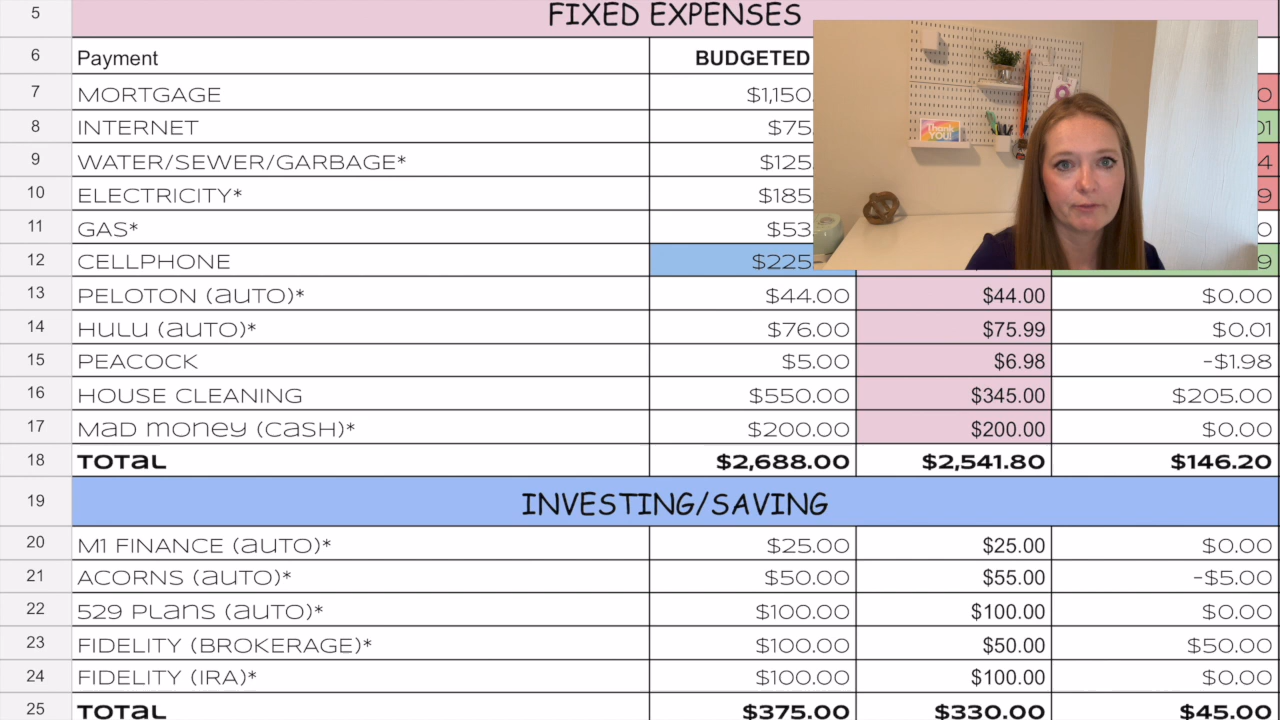 5 FIXED EXPENSES
6 Payment BUDGETED
7 MORTGAGE $1,150.
8 INTERNET $75.
9 WATER/SEWER/GARBAGE* $125.
10 ELECTRICITY* $185.
11 GAS* $53.
12 CELLPHONE $225.
13 PELOTON (auto)* $44.00 $44.00 $0.00
14 HULU (auto)* $76.00 $75.99 $0.01
15 PEACOCK $5.00 $6.98 -$1.98
16 HOUSE CLEANING $550.00 $345.00 $205.00
17 Mad money (cash)* $200.00 $200.00 $0.00
18 Total $2,688.00 $2,541.80 $146.20
19 INVESTING/SAVING
20 M1 FINANCE (auto)* $25.00 $25.00 $0.00
21 ACORNS (auto)* $50.00 $55.00 -$5.00
22 529 Plans (auto)* $100.00 $100.00 $0.00
23 FIDELITY (BROKERAGE)* $100.00 $50.00 $50.00
24 FIDELITY (IRA)* $100.00 $100.00 $0.00
25 Total $375.00 $330.00 $45.00
Thank
YOU!